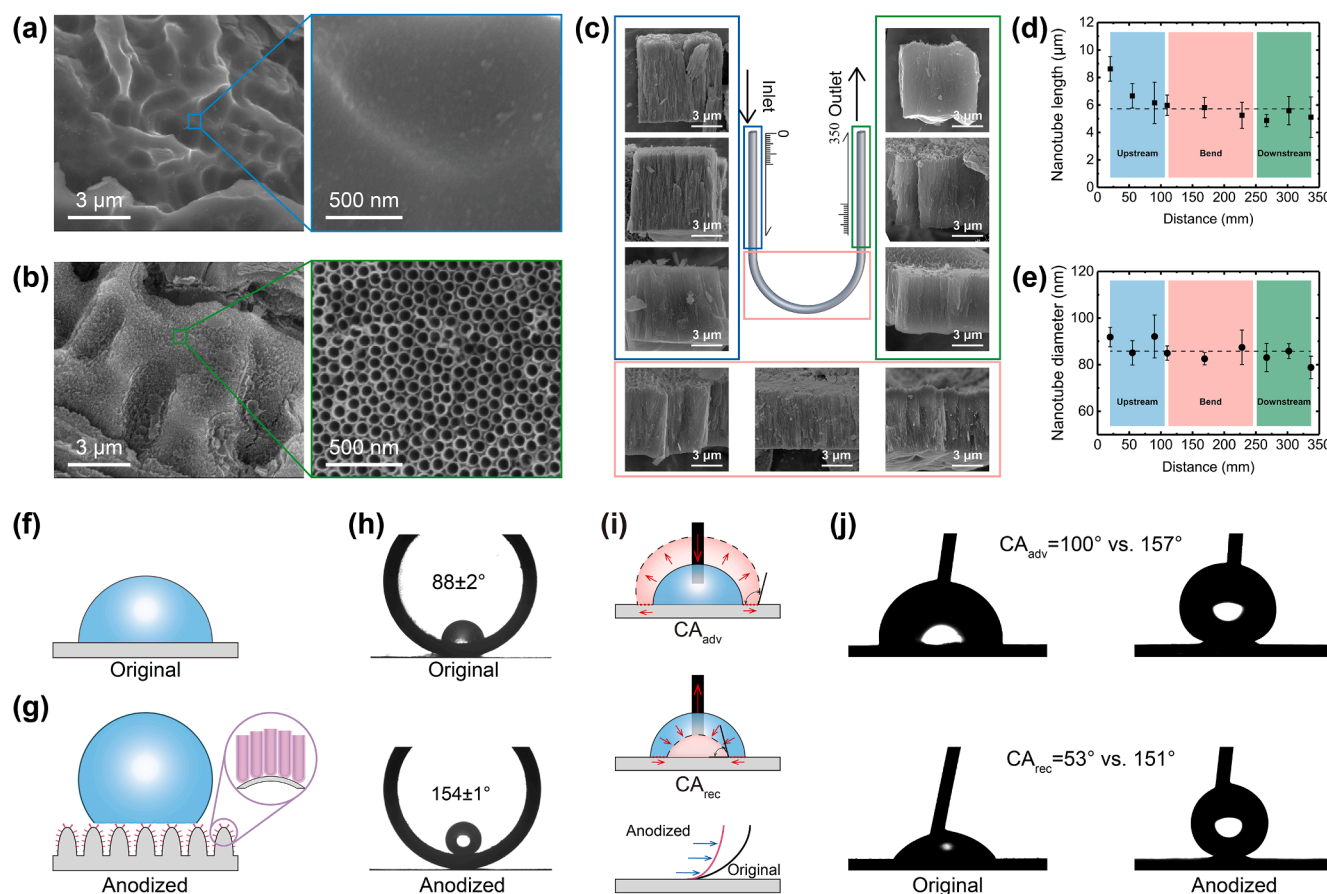 (a)
3 µm
500 nm
(b)
3 µm
500 nm
(c)
3 µm
3 µm
3 µm
Inlet
0
Outlet
350
3 µm
3 µm
3 µm
3 µm
3 µm
3 µm
(d)
Nanotube length (µm)
12
10
8
6
4
2
0
Upstream
Bend
Downstream
0 50 100 150 200 250 300 350
Distance (mm)
(e)
Nanotube diameter (nm)
120
100
80
60
Upstream
Bend
Downstream
0 50 100 150 200 250 300 350
Distance (mm)
(f)
Original
(g)
Anodized
(h)
88±2°
Original
154±1°
Anodized
(i)
CAadv
CArec
Anodized
Original
(j)
CAadv=100° vs. 157°
CArec=53° vs. 151°
Original
Anodized